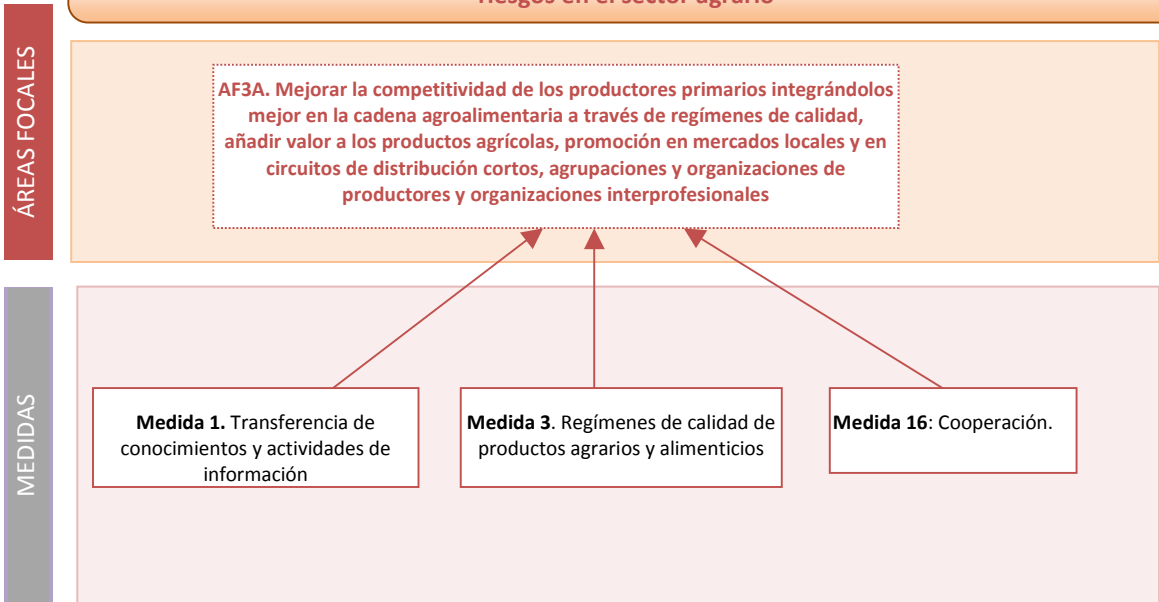 riesgos en el sector agrario
ÁREAS FOCALES
AF3A. Mejorar la competitividad de los productores primarios integrándolos
mejor en la cadena agroalimentaria a través de regímenes de calidad,
añadir valor a los productos agrícolas, promoción en mercados locales y en
circuitos de distribución cortos, agrupaciones y organizaciones de
productores y organizaciones interprofesionales
MEDIDAS
Medida 1. Transferencia de
conocimientos y actividades de
información
Medida 3. Regímenes de calidad de
productos agrarios y alimenticios
Medida 16: Cooperación.